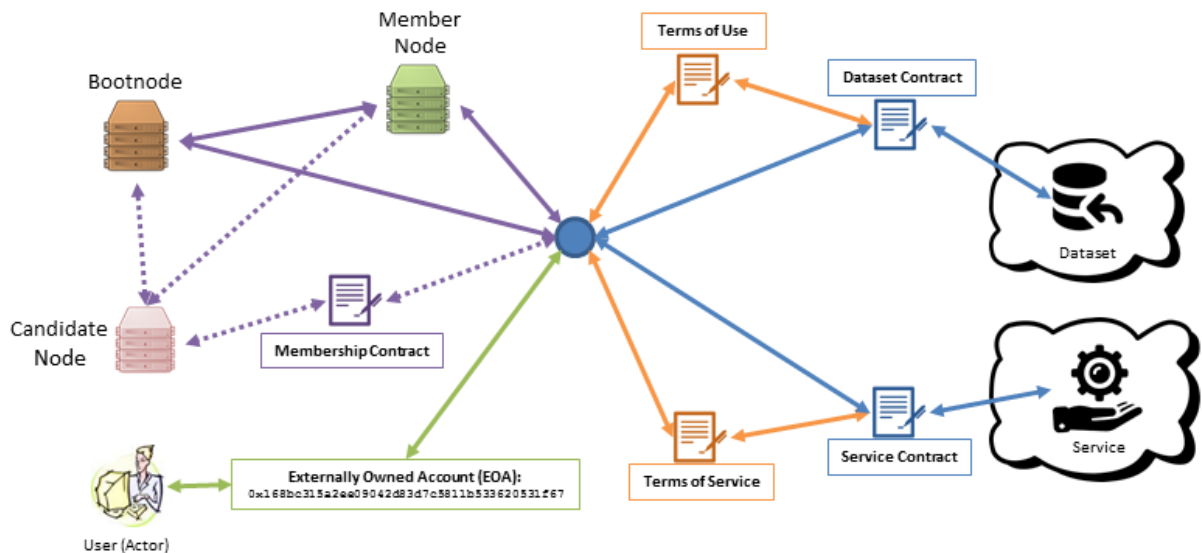 Member
Node
Terms of Use
Bootnode
Dataset Contract
Dataset
Candidate
Node
Membership Contract
Service
Terms of Service
Service Contract
Externally Owned Account (EOA):
0x168bc315a2ee09042d83d7c5811b533620531f67
User (Actor)